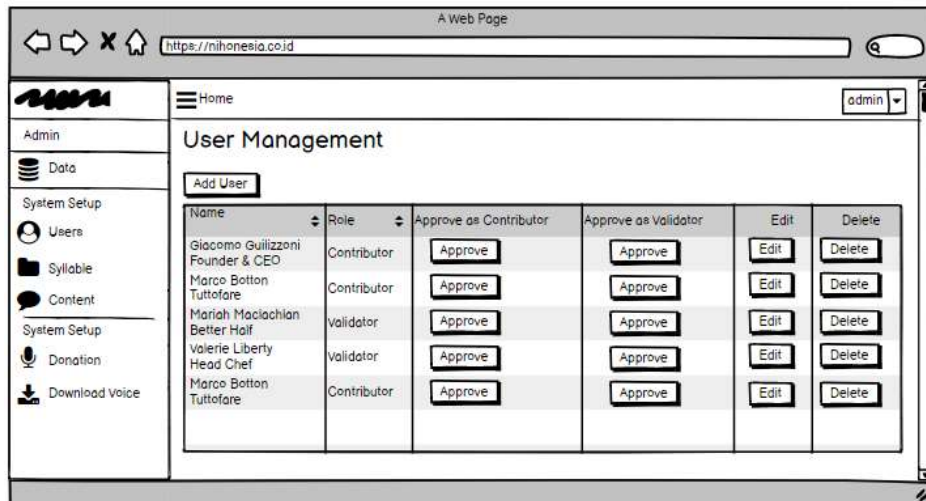 A Web Page
https://nihonesia.co.id
Home
admin
Admin
Data
System Setup
Users
Syllable
Content
System Setup
Donation
Download Voice
User Management
Add User
Name Role Approve as Contributor Approve as Validator Edit Delete
Giacomo Guilizzoni
Founder & CEO
Contributor Approve Approve Edit Delete
Marco Botton
Tuttofare
Contributor Approve Approve Edit Delete
Mariah Maclachlan
Better Half
Validator Approve Approve Edit Delete
Valerie Liberty
Head Chef
Validator Approve Approve Edit Delete
Marco Botton
Tuttofare
Contributor Approve Approve Edit Delete